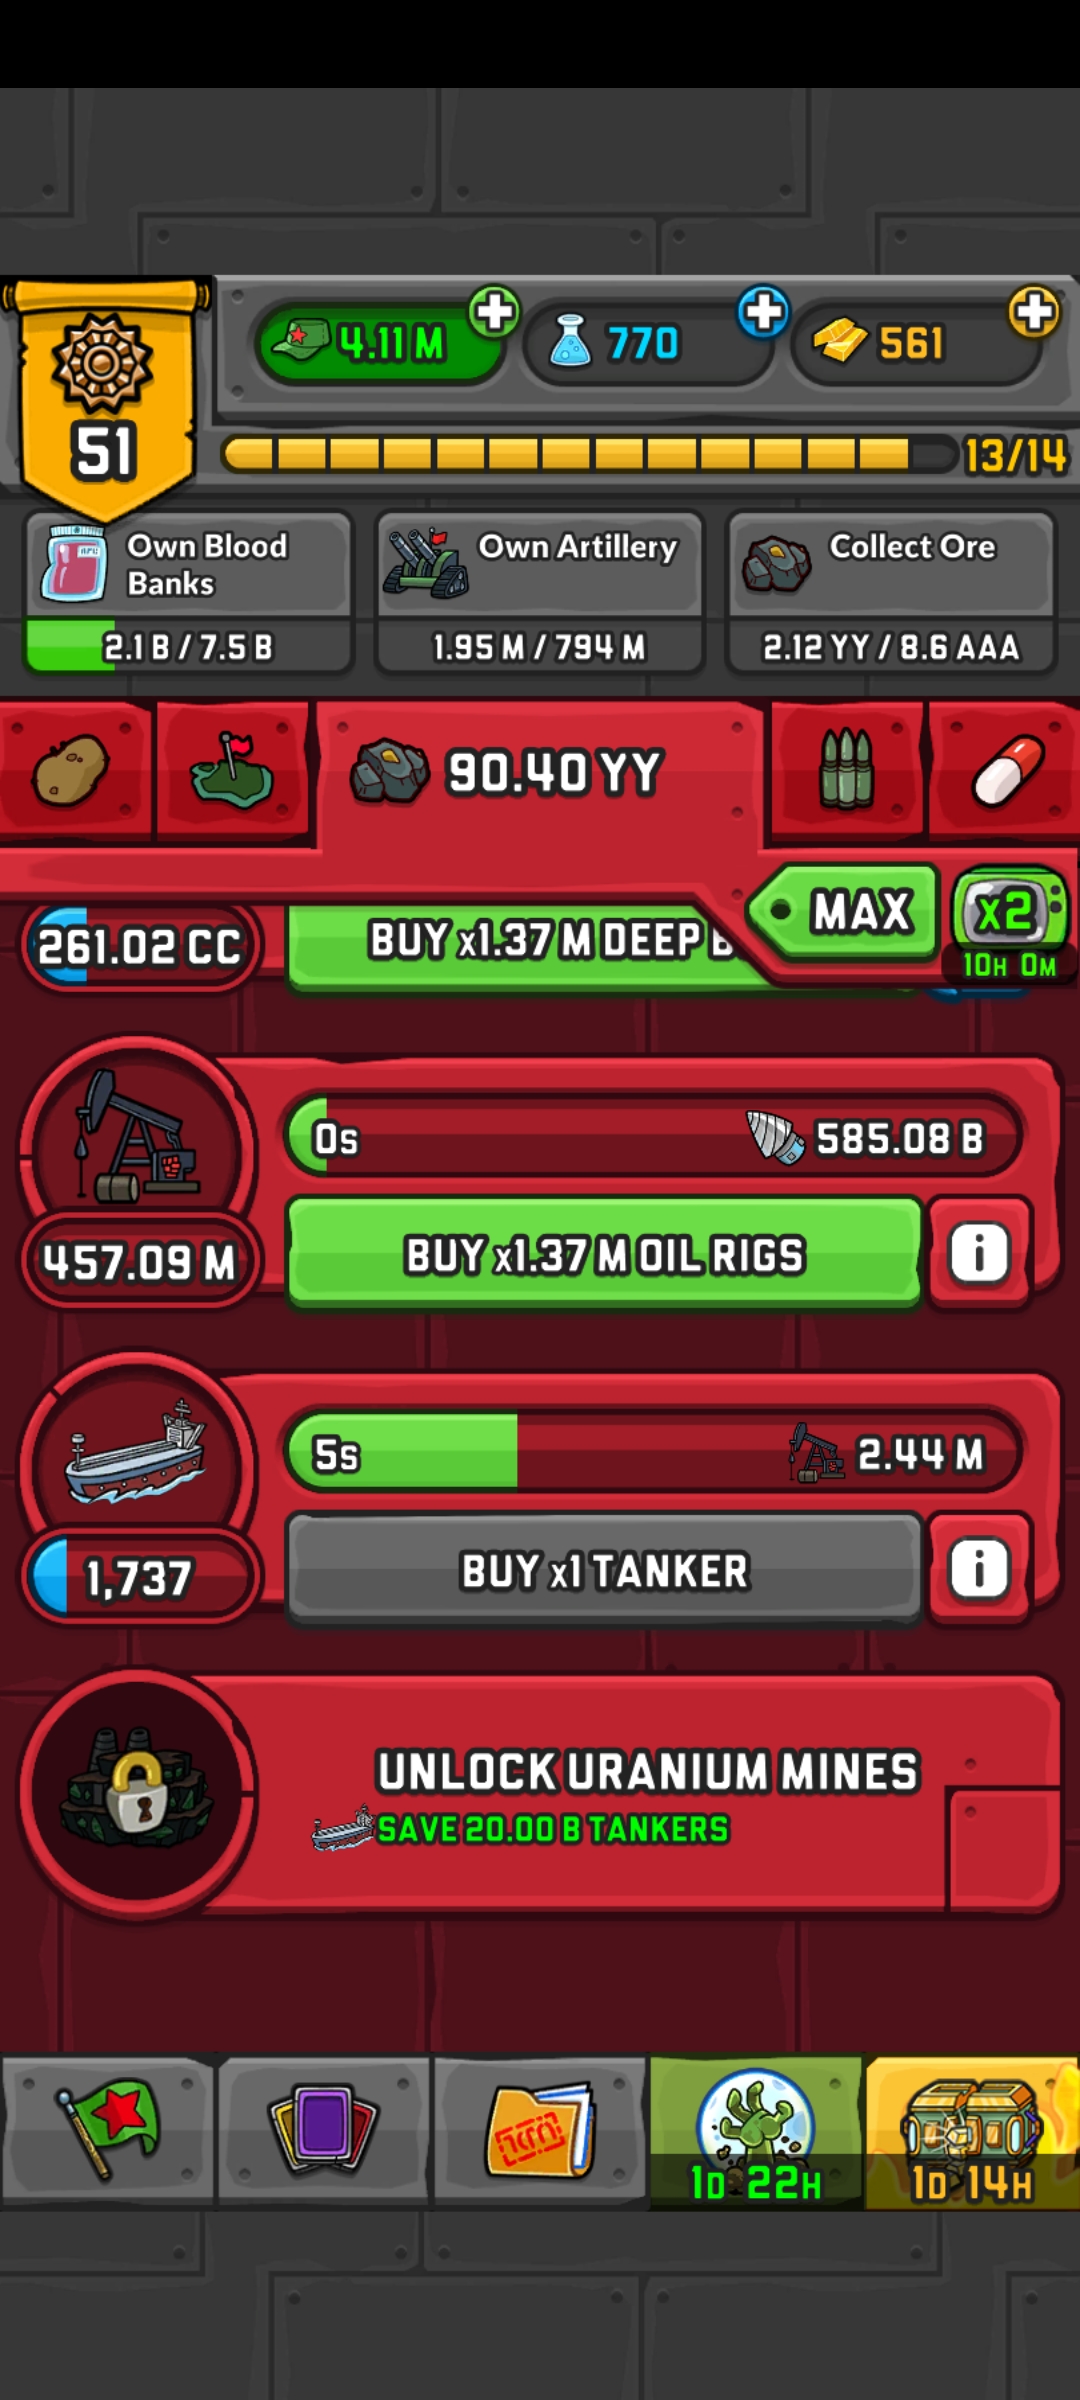 4.11 M
770
561
51
13/14
Own Blood
Banks
2.1 B / 7.5 B
Own Artillery
1.95 M / 794 M
Collect Ore
2.12 YY / 8.6 AAA
90.40 YY
MAX
x2
10H 0M
261.02 CC
BUY x1.37 M DEEP B
0s
585.08 B
457.09 M
BUY x1.37 M OIL RIGS
i
5s
2.44 M
1,737
BUY x1 TANKER
i
UNLOCK URANIUM MINES
SAVE 20.00 B TANKERS
1D 22H
1D 14H